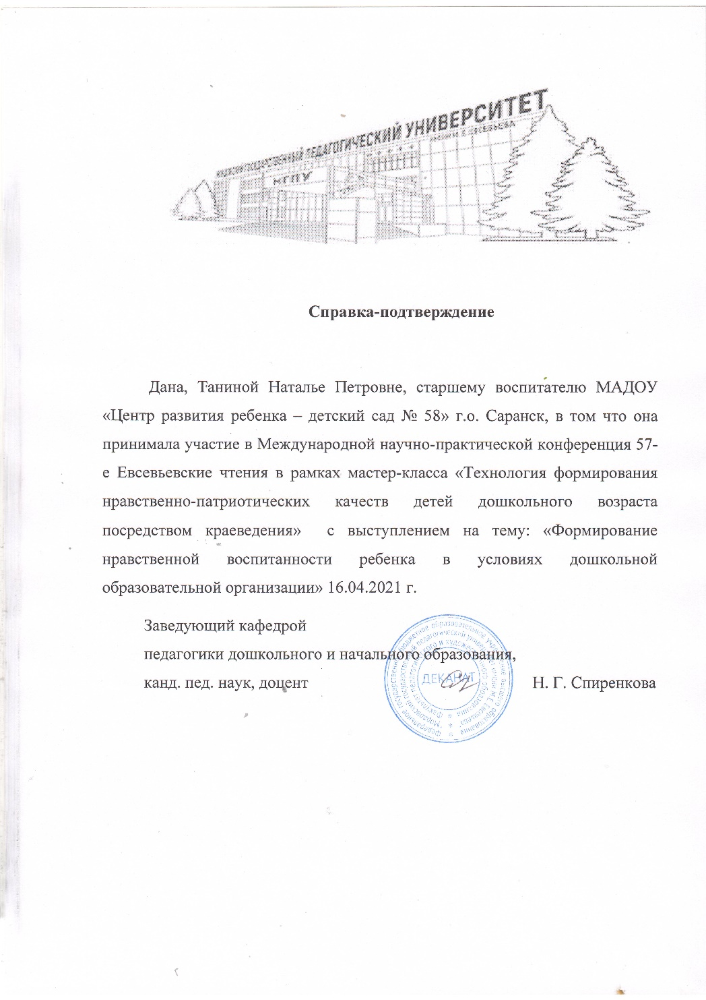 ГОСУДАРСТВЕННЫЙ ПЕДАГОГИЧЕСКИЙ УНИВЕРСИТЕТ
ИМЕНИ М.Е. ЕВСЕВЬЕВА
МГПУ
Справка-подтверждение
Дана, Таниной Наталье Петровне, старшему воспитателю МАДОУ
«Центр развития ребенка – детский сад № 58» г.о. Саранск, в том что она
принимала участие в Международной научно-практической конференция 57-
е Евсевьевские чтения в рамках мастер-класса «Технология формирования
нравственно-патриотических качеств детей дошкольного возраста
посредством краеведения» с выступлением на тему: «Формирование
нравственной воспитанности ребенка в условиях дошкольной
образовательной организации» 16.04.2021 г.
Заведующий кафедрой
педагогики дошкольного и начального образования,
канд. пед. наук, доцент Н. Г. Спиренкова
ДЕКАНАТ